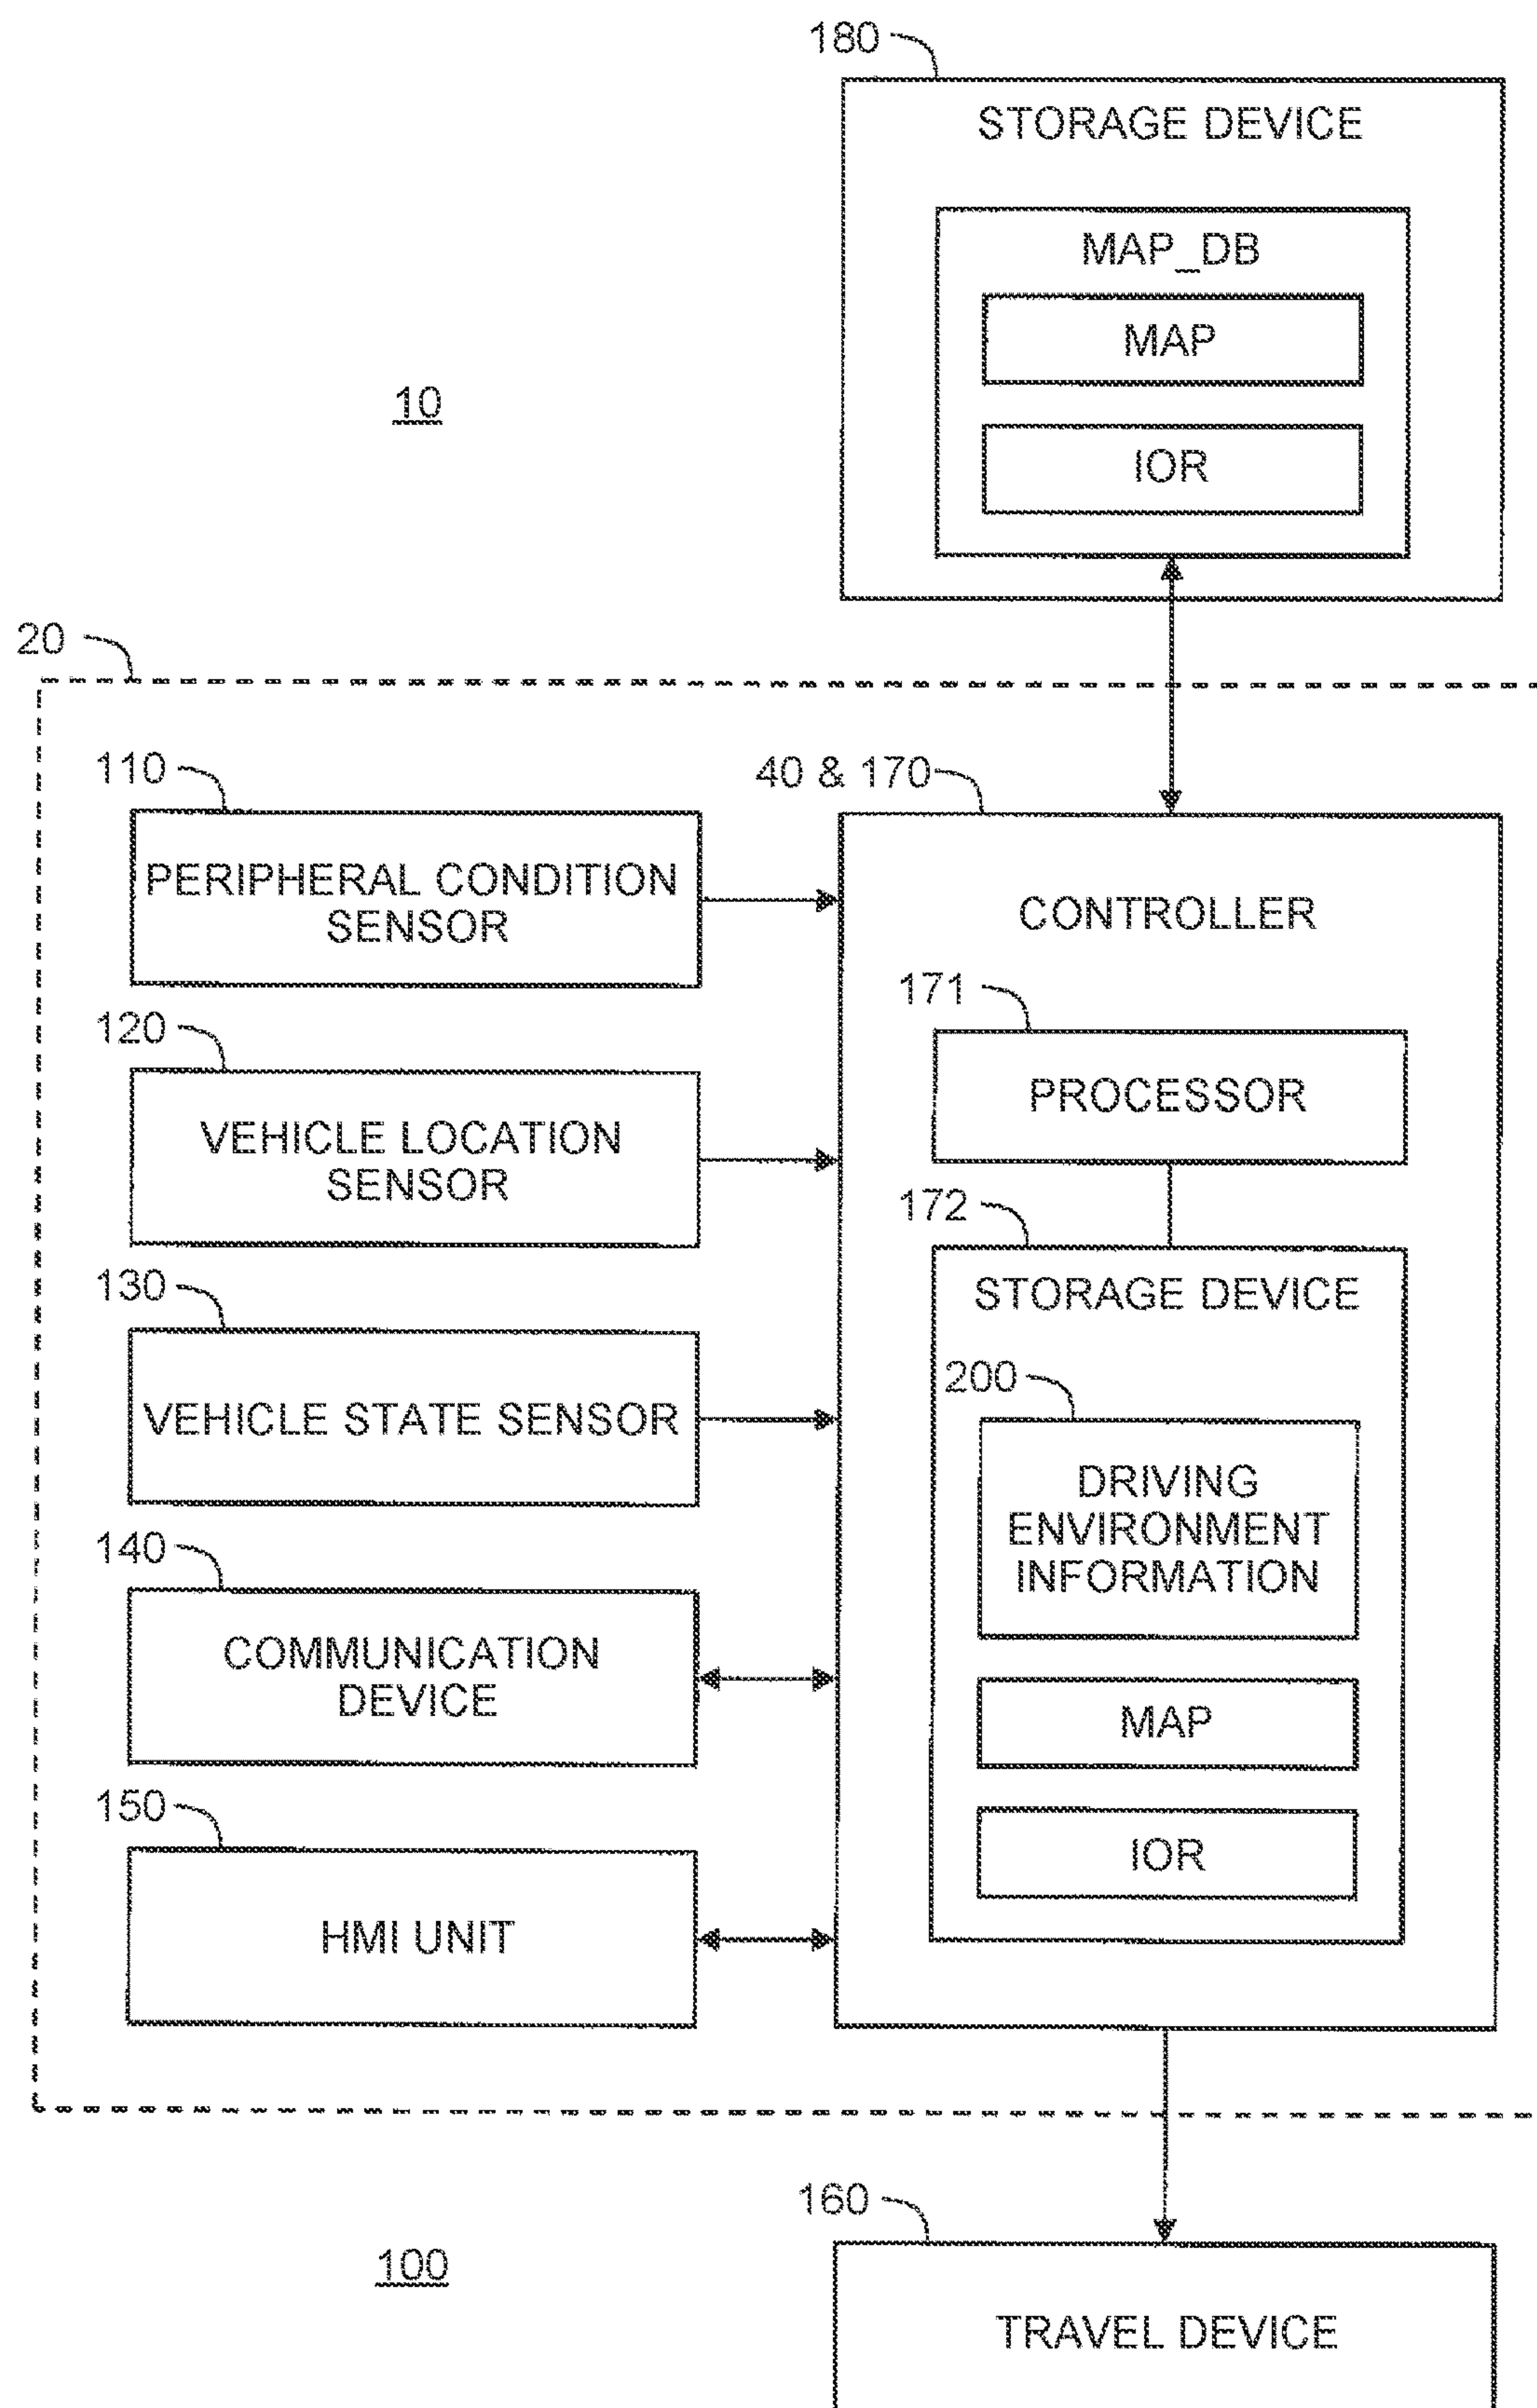 180
STORAGE DEVICE
MAP_DB
MAP
10
IOR
20
110
40 & 170
PERIPHERAL CONDITION
SENSOR
CONTROLLER
171
120
PROCESSOR
VEHICLE LOCATION
SENSOR
172
130
STORAGE DEVICE
200
VEHICLE STATE SENSOR
DRIVING
ENVIRONMENT
INFORMATION
140
COMMUNICATION
DEVICE
MAP
150
IOR
HMI UNIT
160
100
TRAVEL DEVICE